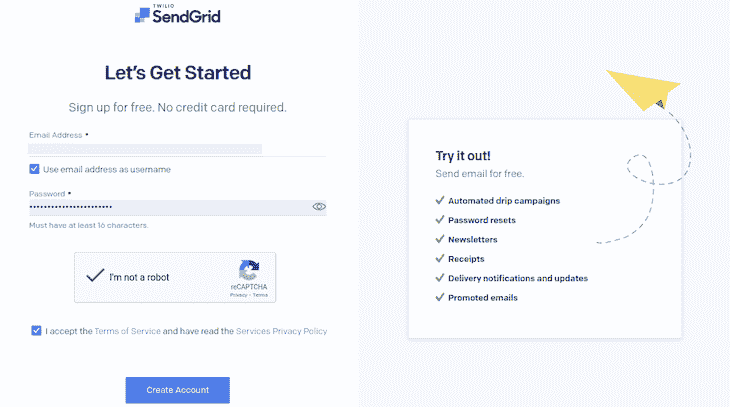 TWILIO
SendGrid
Let's Get Started
Sign up for free. No credit card required.
Email Address •
Use email address as username
Password •
•••••••••••••••••••••••
Must have at least 16 characters.
I'm not a robot
reCAPTCHA
Privacy - Terms
I accept the Terms of Service and have read the Services Privacy Policy
Create Account
Try it out!
Send email for free.
Automated drip campaigns
Password resets
Newsletters
Receipts
Delivery notifications and updates
Promoted emails